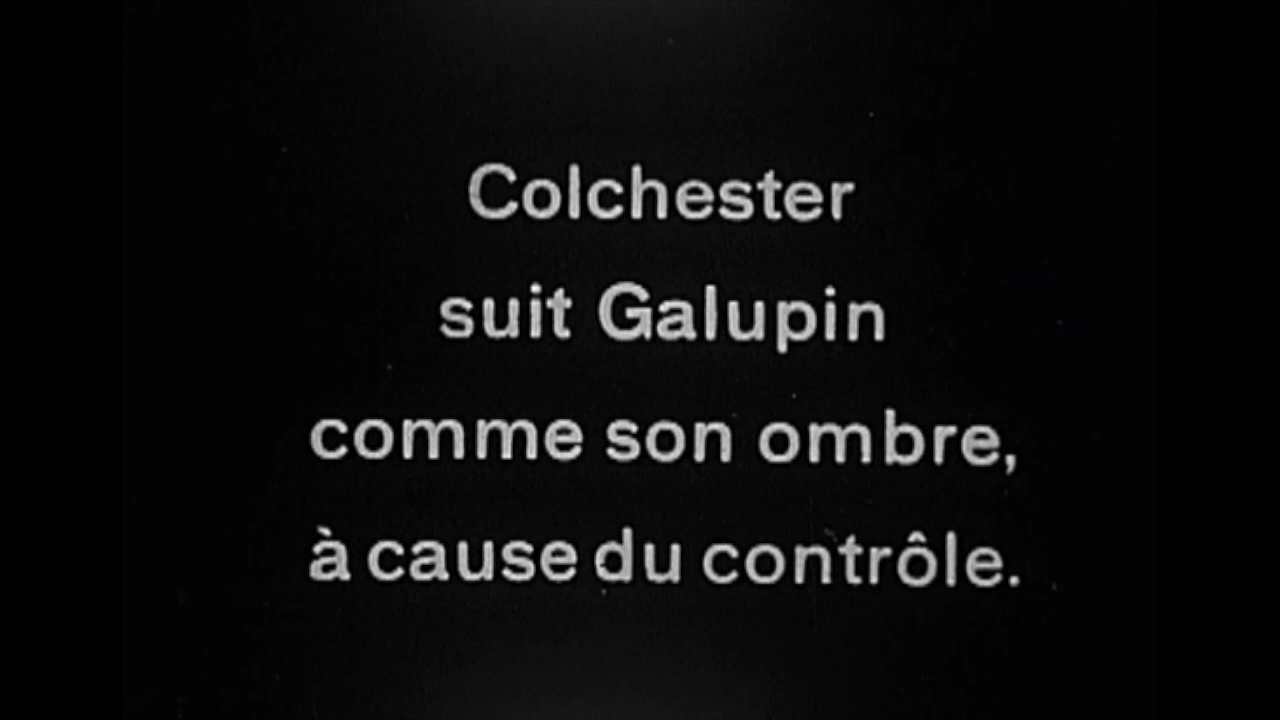 Colchester
suit Galupin
comme son ombre,
à cause du contrôle.